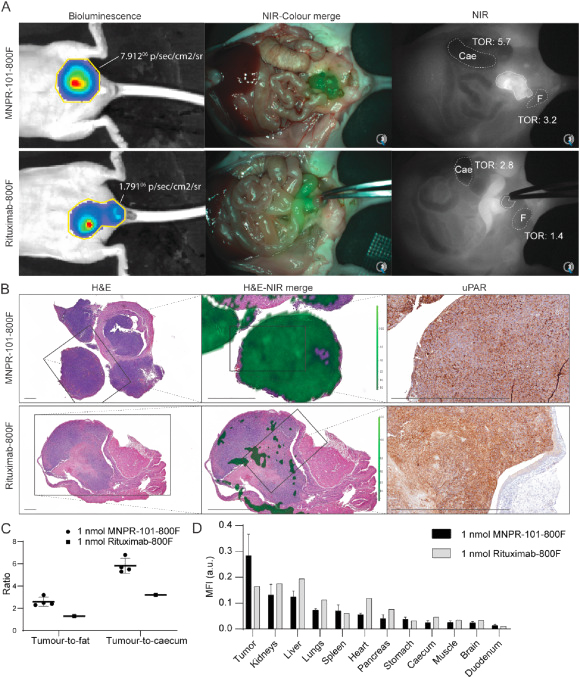 A
Bioluminescence
NIR-Colour merge
NIR
MNPR-101-800F
7.912⁰⁶ p/sec/cm2/sr
TOR: 5.7
Cae
F
TOR: 3.2
Rituximab-800F
1.791⁰⁶ p/sec/cm2/sr
Cae
TOR: 2.8
F
TOR: 1.4
B
H&E
H&E-NIR merge
uPAR
MNPR-101-800F
Rituximab-800F
C
1 nmol MNPR-101-800F
1 nmol Rituximab-800F
Ratio
8
6
4
2
0
Tumour-to-fat
Tumour-to-caecum
D
1 nmol MNPR-101-800F
1 nmol Rituximab-800F
MFI (a.u.)
0.4
0.3
0.2
0.1
0.0
Tumor
Kidneys
Liver
Lungs
Spleen
Heart
Pancreas
Stomach
Caecum
Muscle
Brain
Duodenum